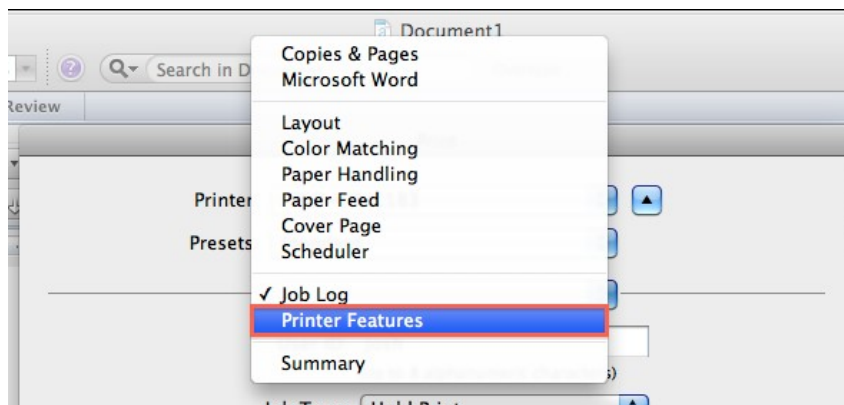 Document1
Search in D
Review
Copies & Pages
Microsoft Word
Layout
Color Matching
Paper Handling
Paper Feed
Cover Page
Scheduler
✓ Job Log
Printer Features
Summary
Printer
Presets